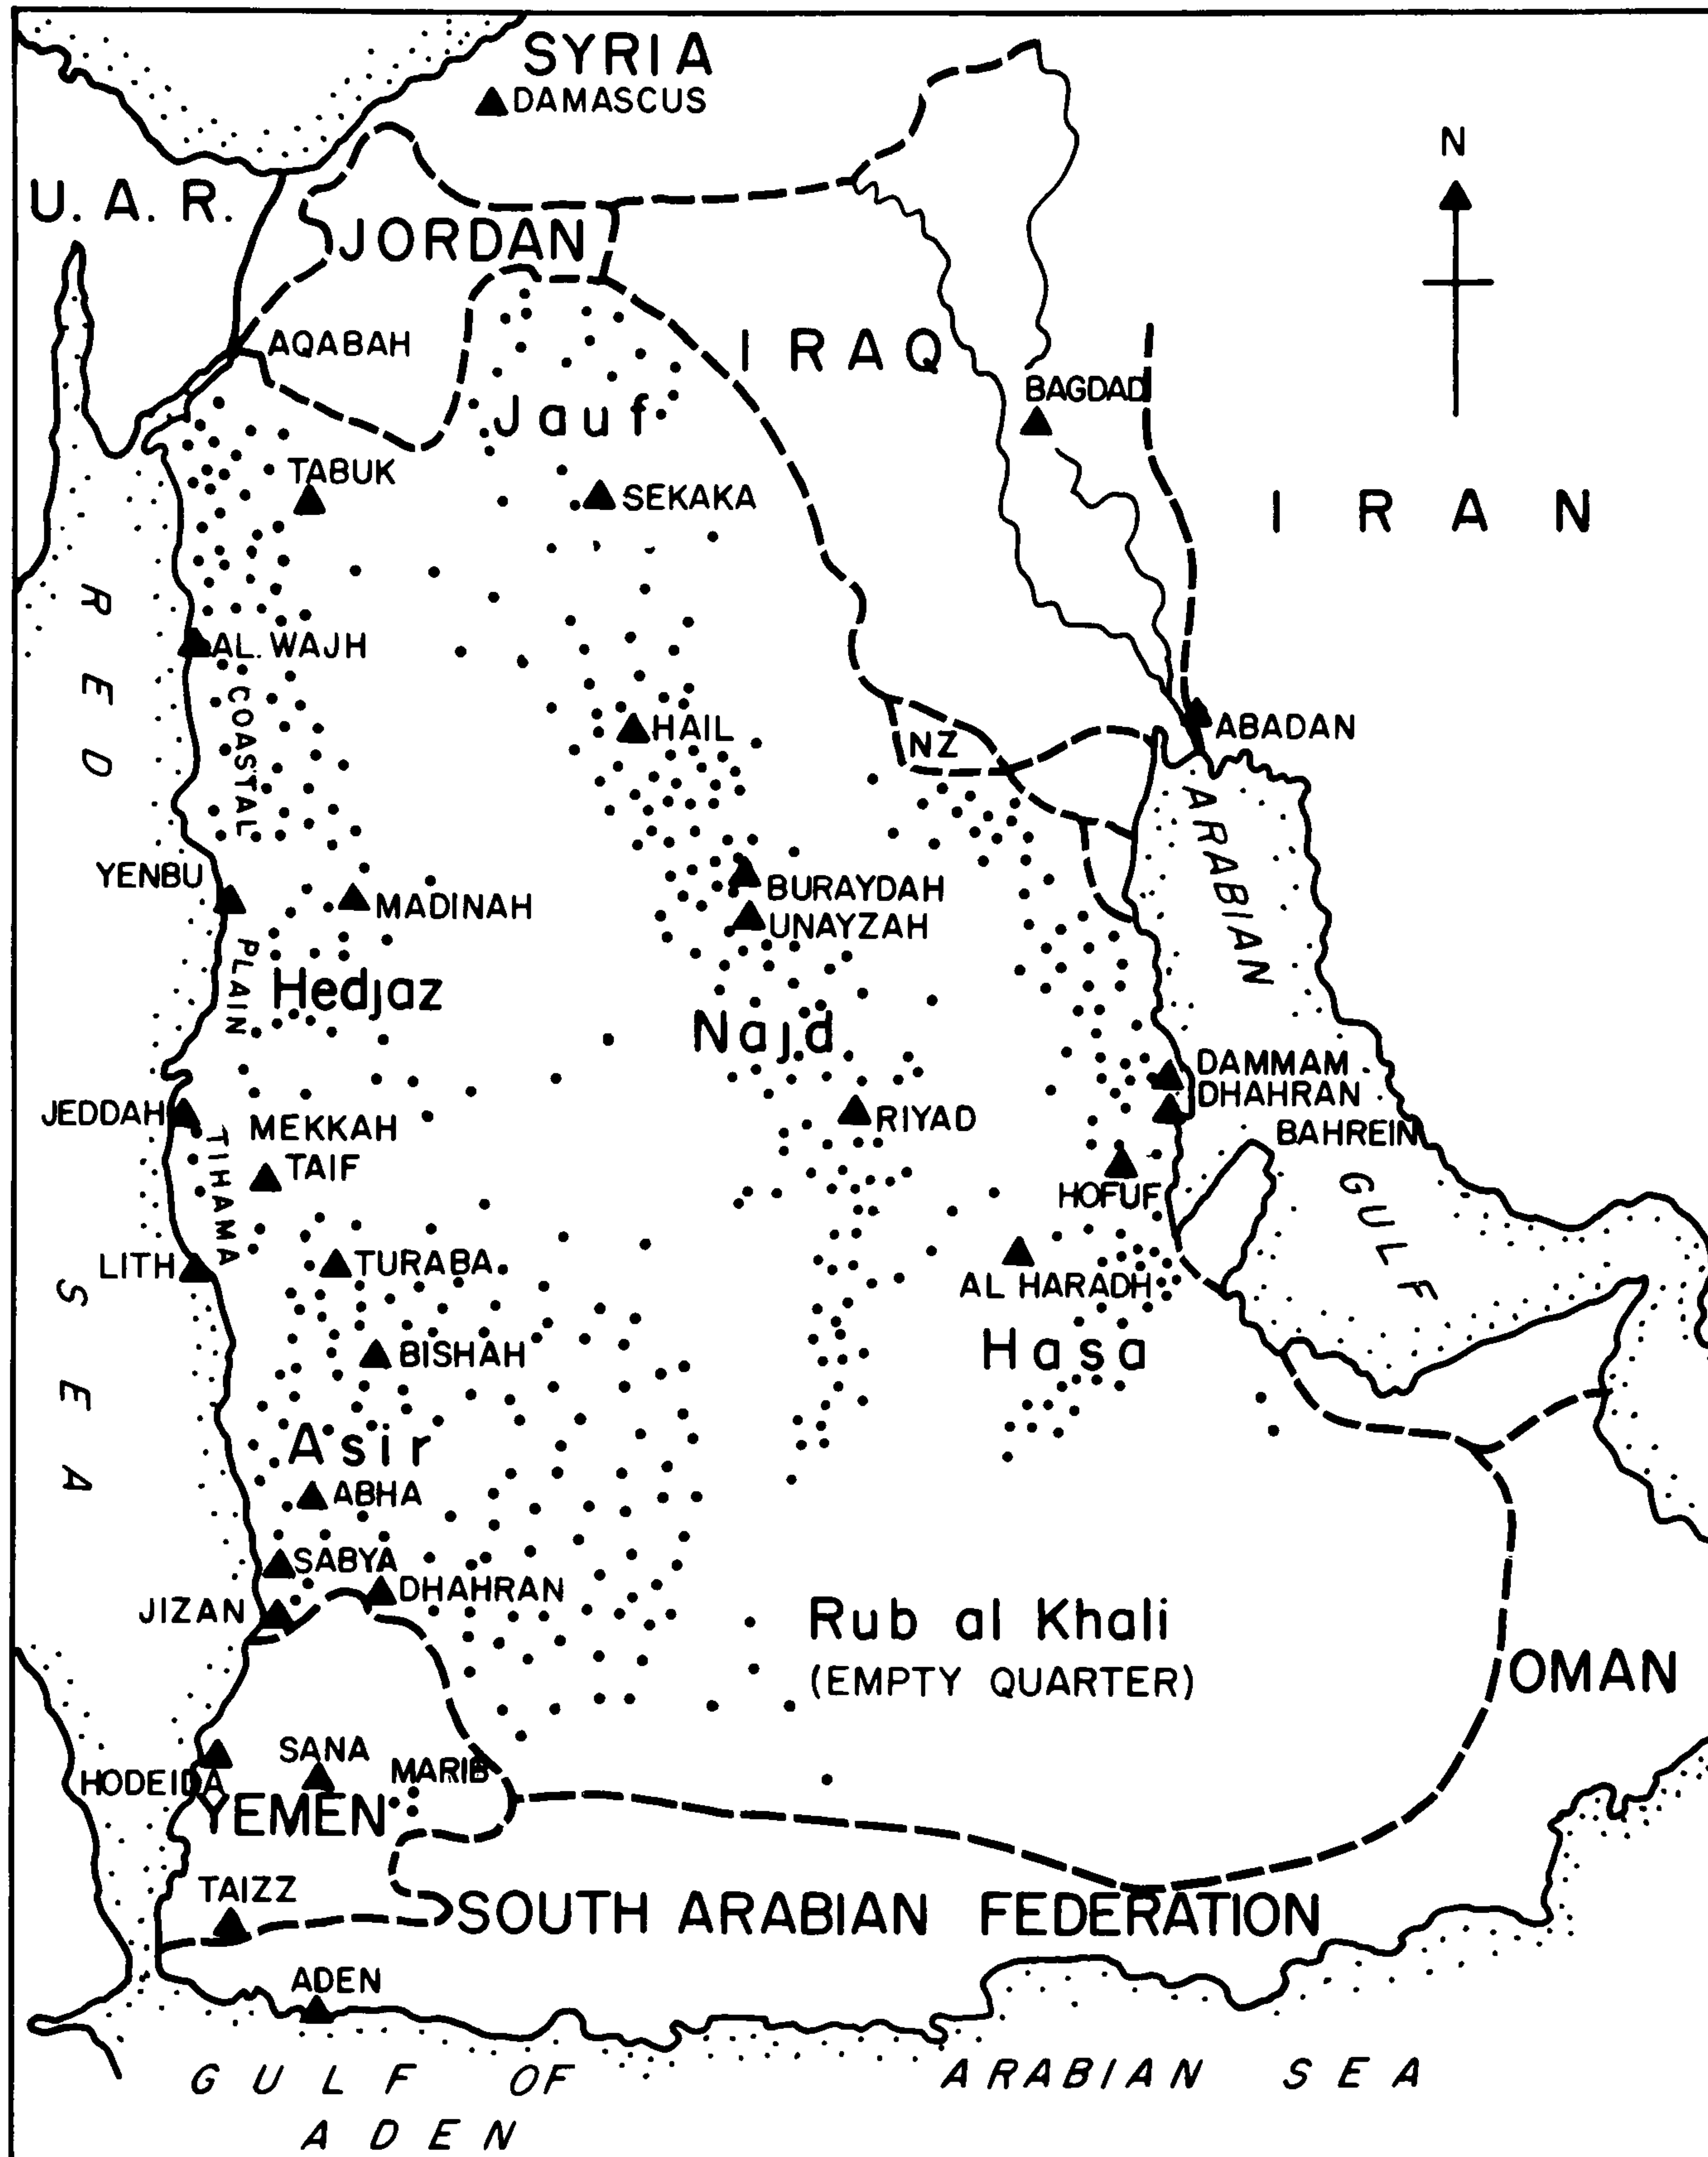 SYRIA
DAMASCUS
N
U. A. R.
JORDAN
AQABAH
IRAQ
BAGDAD
Jauf
TABUK
SEKAKA
IRAN
AL. WAJH
RED SEA
COASTAL PLAIN
HAIL
NZ
ABADAN
ARABIAN GULF
YENBU
MADINAH
BURAYDAH
UNAYZAH
Hedjaz
Najd
DAMMAM
DHAHRAN
JEDDAH
MEKKAH
RIYAD
BAHREIN
TIHAMA
TAIF
HOFUF
LITH
TURABA
AL HARADH
BISHAH
Hasa
Asir
ABHA
SABYA
DHAHRAN
JIZAN
Rub al Khali
(EMPTY QUARTER)
OMAN
SANA
MARIB
HODEIDA
YEMEN
TAIZZ
SOUTH ARABIAN FEDERATION
ADEN
GULF OF
ADEN
ARABIAN SEA